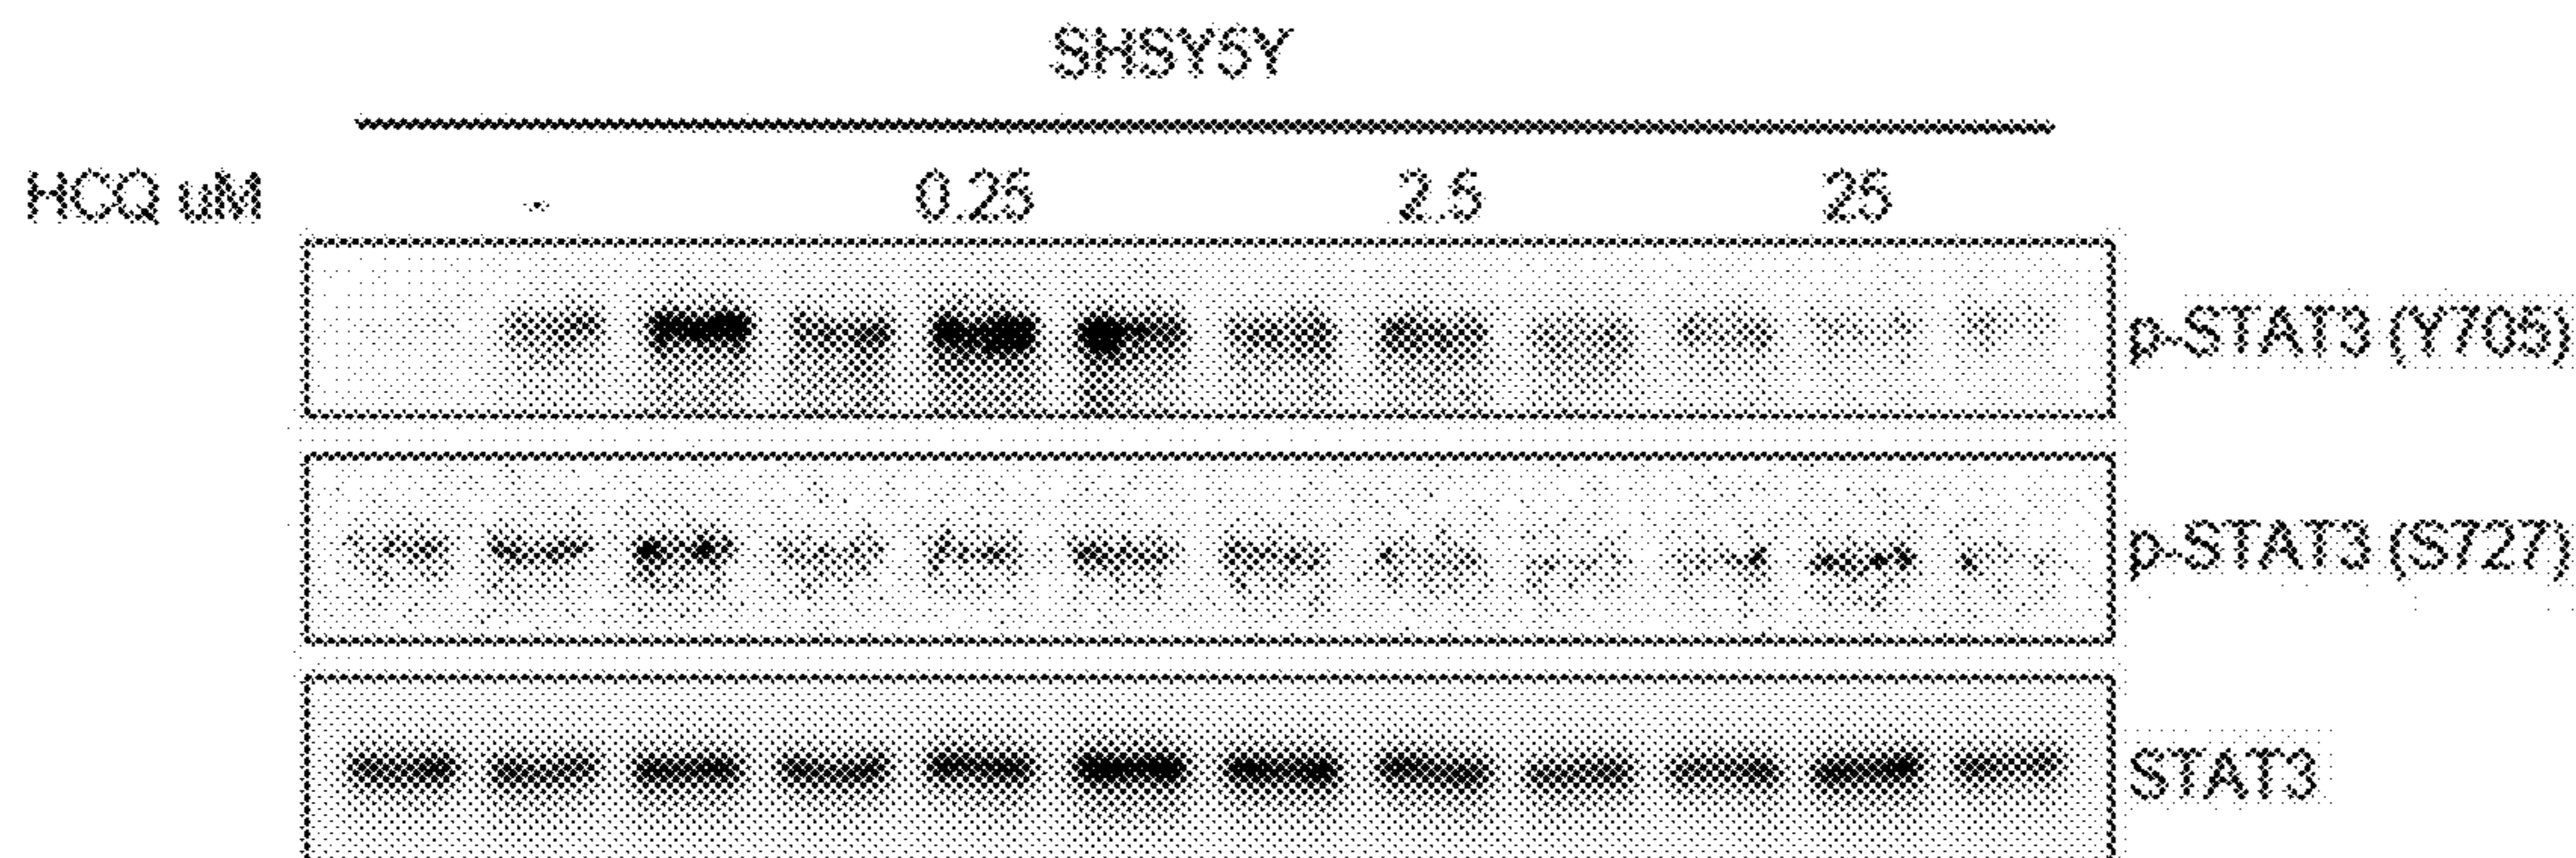 SHSY5Y
HCQ uM - 0.25 2.5 25
p-STAT3 (Y705)
p-STAT3 (S727)
STAT3